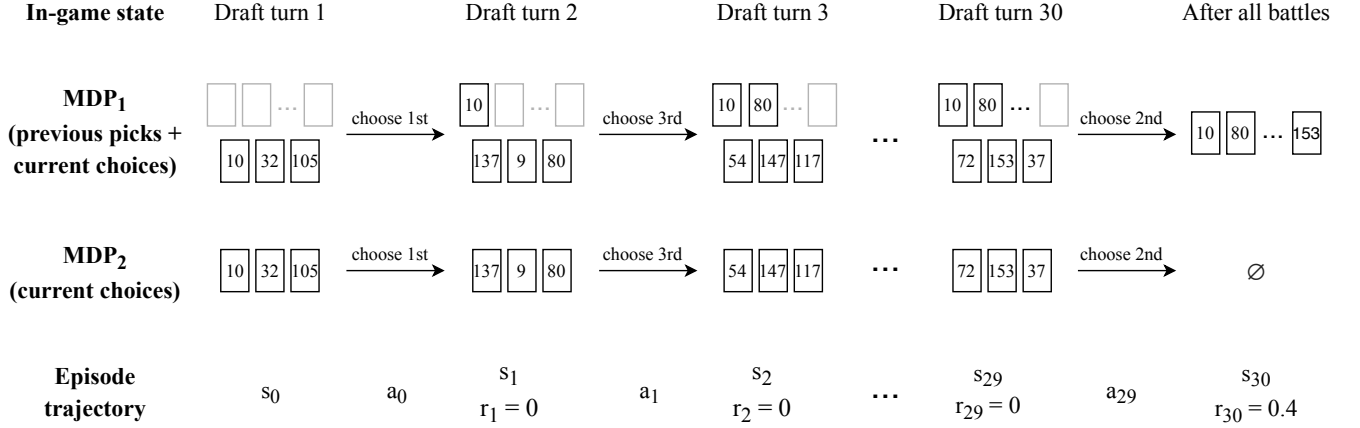 In-game state Draft turn 1 Draft turn 2 Draft turn 3 Draft turn 30 After all battles
MDP1
(previous picks +
current choices)
... 10 ... 10 80 ... 10 80 ...
choose 1st choose 3rd ... choose 2nd 10 80 ... 153
10 32 105 137 9 80 54 147 117 72 153 37
MDP2
(current choices)
10 32 105 choose 1st 137 9 80 choose 3rd 54 147 117 ... 72 153 37 choose 2nd ∅
Episode
trajectory
s0 a0 s1 a1 s2 ... s29 a29 s30
r1 = 0 r2 = 0 r29 = 0 r30 = 0.4